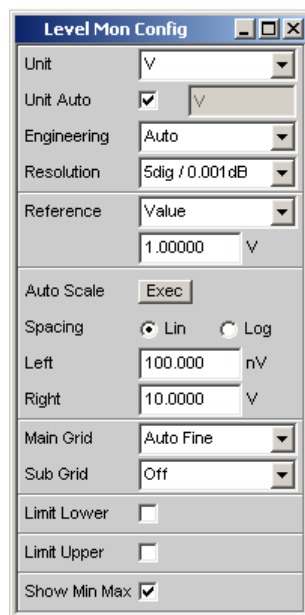 Level Mon Config
Unit V
Unit Auto V
Engineering Auto
Resolution 5dig / 0.001dB
Reference Value
1.00000 V
Auto Scale Exec
Spacing Lin Log
Left 100.000 nV
Right 10.0000 V
Main Grid Auto Fine
Sub Grid Off
Limit Lower
Limit Upper
Show Min Max